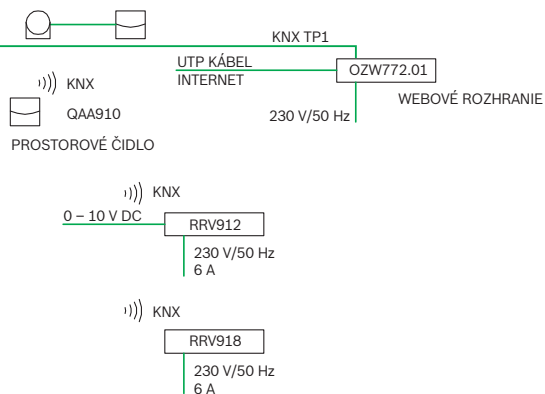 KNX TP1
UTP KÁBEL
INTERNET
OZW772.01
WEBOVÉ ROZHRANIE
KNX
QAA910
230 V/50 Hz
PROSTOROVÉ ČIDLO
KNX
0 – 10 V DC
RRV912
230 V/50 Hz
6 A
KNX
RRV918
230 V/50 Hz
6 A